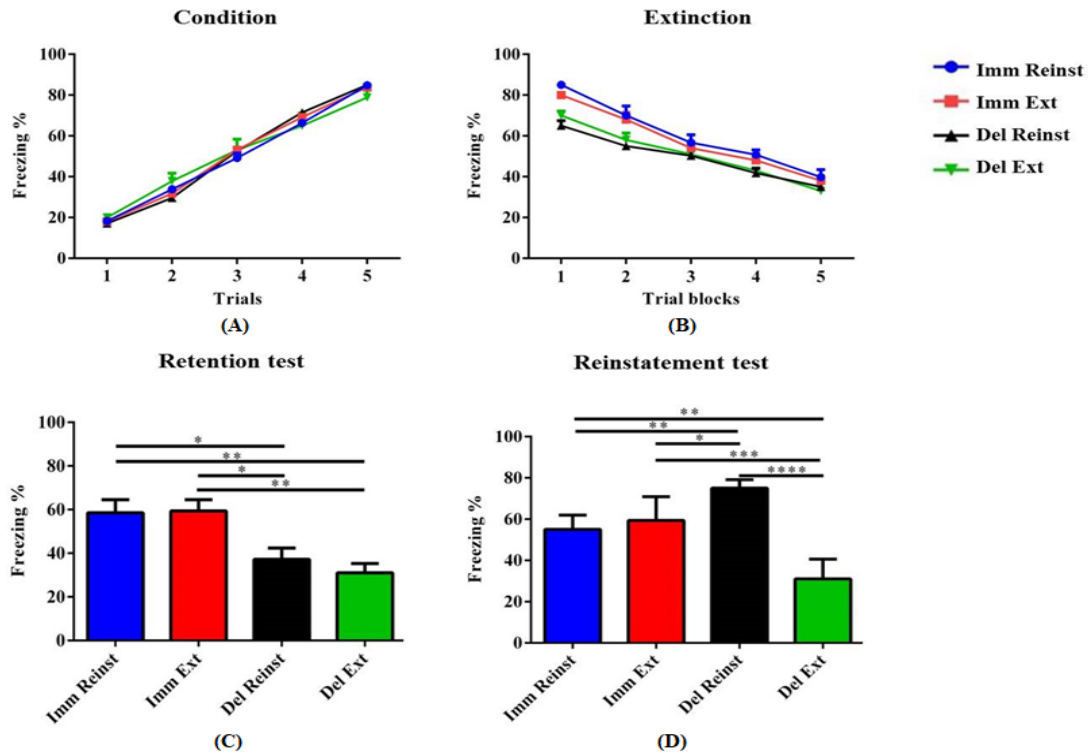 Condition
Freezing %
100
80
60
40
20
0
1 2 3 4 5
Trials
(A)
Extinction
Freezing %
100
80
60
40
20
0
1 2 3 4 5
Trial blocks
(B)
Imm Reinst
Imm Ext
Del Reinst
Del Ext
Retention test
Freezing %
100
80
60
40
20
0
*
**
*
**
Imm Reinst
Imm Ext
Del Reinst
Del Ext
(C)
Reinstatement test
Freezing %
100
80
60
40
20
0
**
**
*
***
****
Imm Reinst
Imm Ext
Del Reinst
Del Ext
(D)